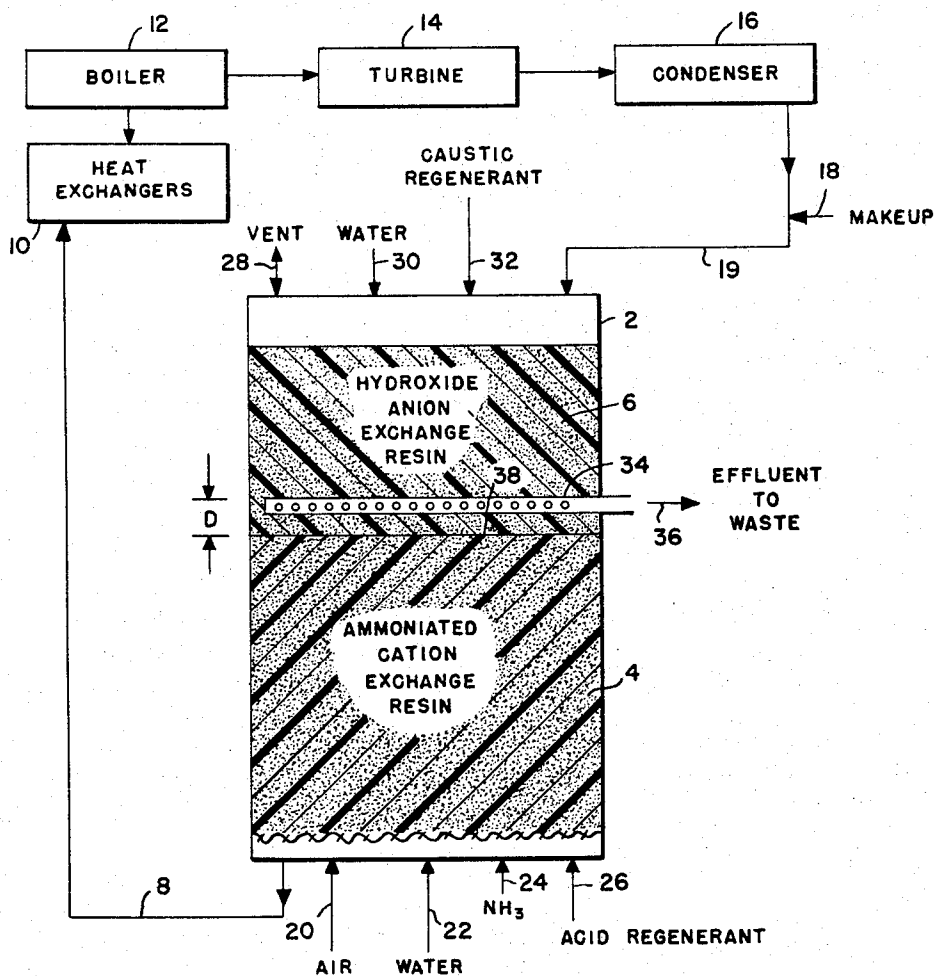 12
14
16
BOILER
TURBINE
CONDENSER
HEAT
EXCHANGERS
10
CAUSTIC
REGENERANT
18
MAKEUP
VENT
28
WATER
30
32
19
2
HYDROXIDE
ANION
EXCHANGE
RESIN
6
38
34
EFFLUENT
TO
WASTE
36
D
AMMONIATED
CATION
EXCHANGE
RESIN
4
8
20
22
24
NH3
26
ACID REGENERANT
AIR
WATER